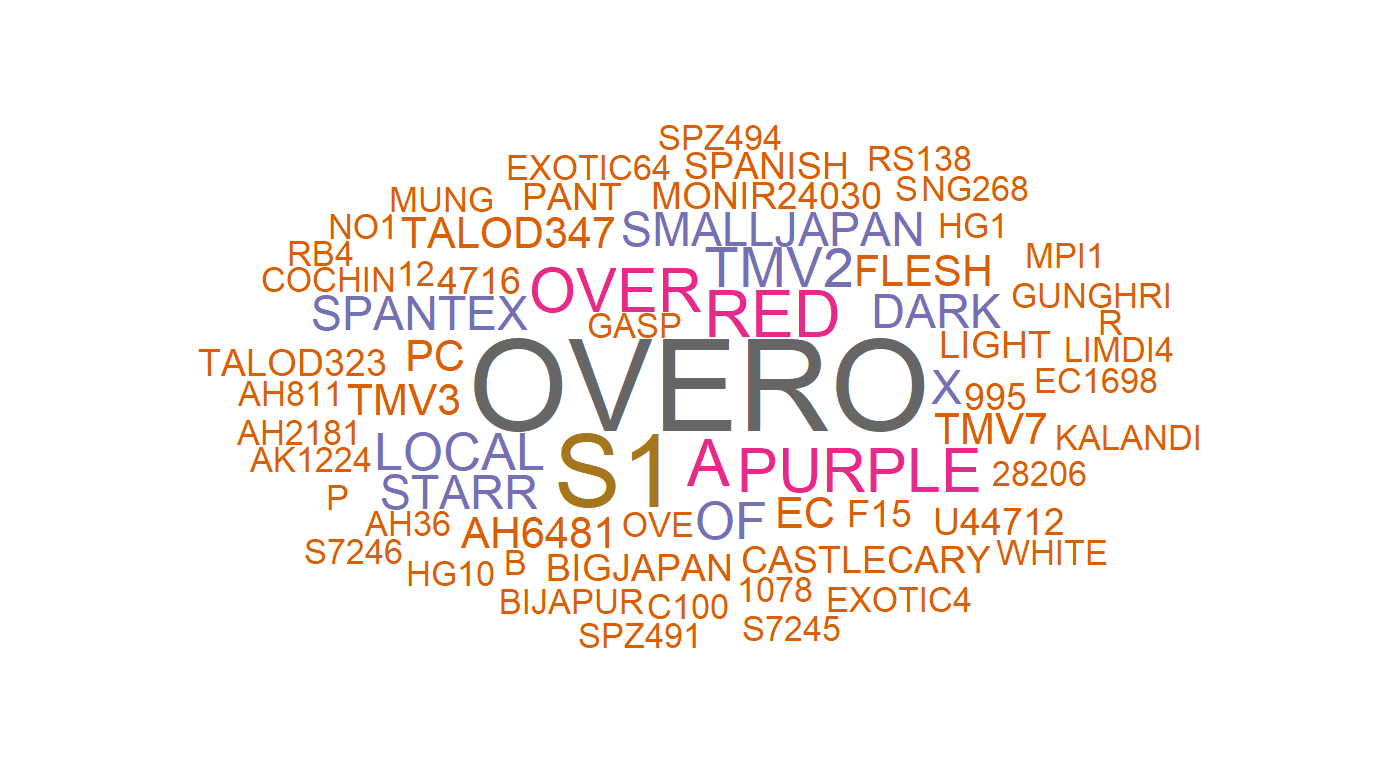 SPZ494
EXOTIC64 SPANISH RS138
MUNG PANT MONIR24030 S NG268
NO1 TALOD347 SMALLJAPAN HG1
RB4 TMV2 FLESH MPI1
COCHIN 12 4716 OVER RED DARK GUNGHRI
SPANTEX GASP R
TALOD323 PC OVERO LIGHT LIMDI4
AH811 TMV3 X 995 EC1698
AH2181 LOCAL S1 A PURPLE TMV7 KALANDI
AK1224 28206
P STARR OF EC F15 U44712
AH36 AH6481 OVE
S7246 HG10 B BIGJAPAN CASTLECARY WHITE
BIJAPUR C100 1078 EXOTIC4
SPZ491 S7245